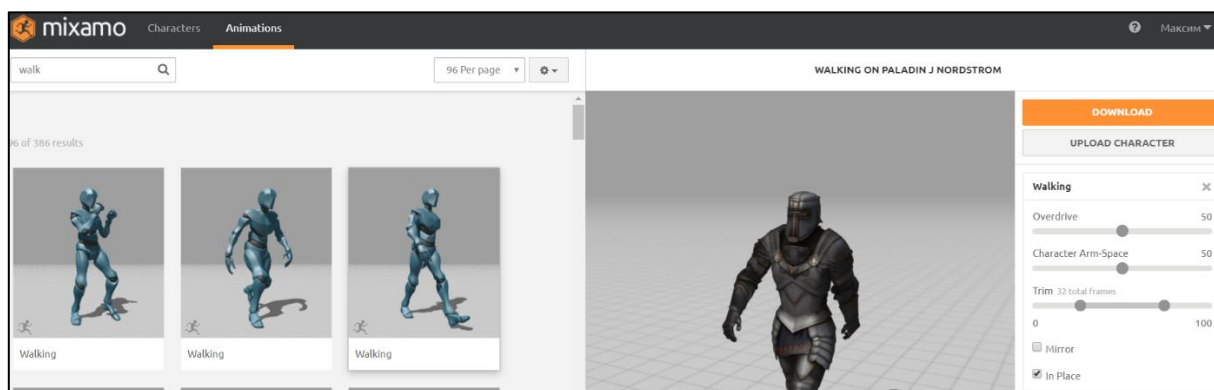 mixamo Characters Animations Максим
walk 96 Per page WALKING ON PALADIN J NORDSTROM
DOWNLOAD
96 of 386 results
UPLOAD CHARACTER
Walking
Overdrive 50
Character Arm-Space 50
Trim 32 total frames
0 100
Mirror
In Place
Walking Walking Walking